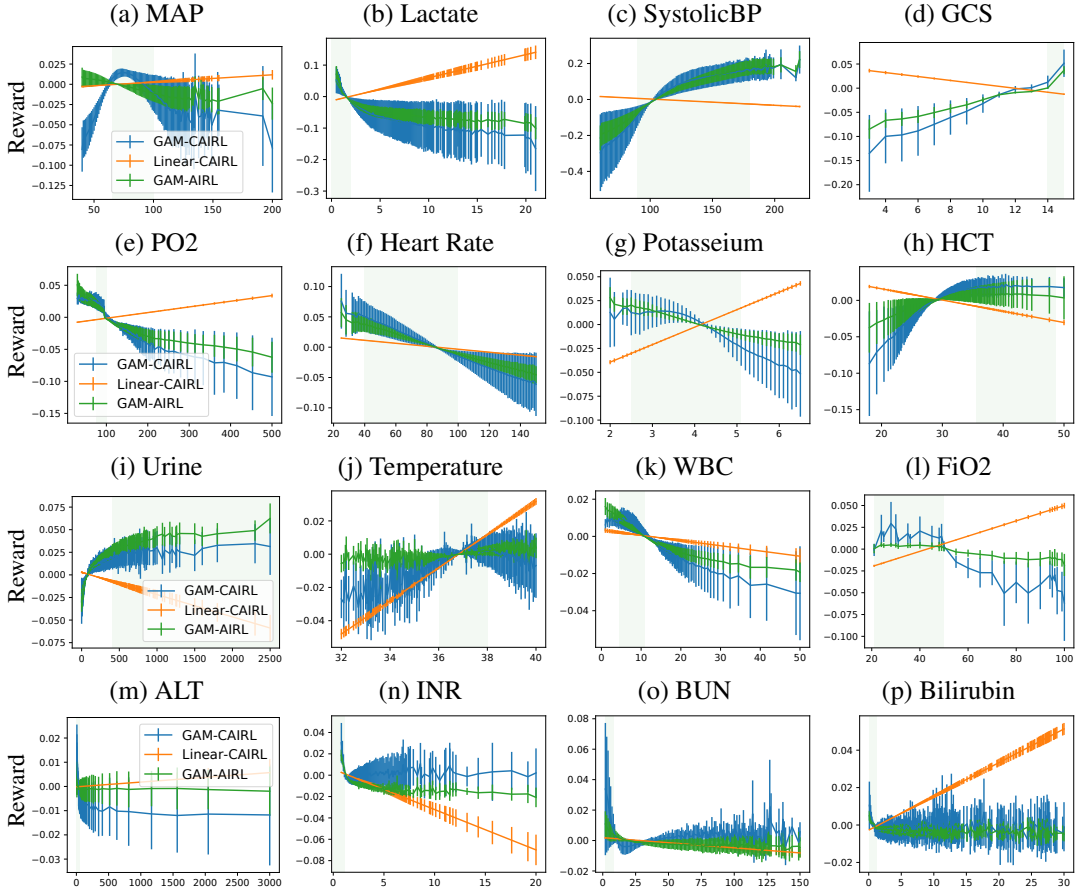 (a) MAP (b) Lactate (c) SystolicBP (d) GCS
Reward
0.025 0.000 −0.025 −0.050 −0.075 −0.100 −0.125
50 100 150 200
GAM-CAIRL
Linear-CAIRL
GAM-AIRL
0.1 0.0 −0.1 −0.2 −0.3
0 5 10 15 20
0.2 0.0 −0.2 −0.4
100 150 200
0.05 0.00 −0.05 −0.10 −0.15 −0.20
4 6 8 10 12 14
(e) PO2 (f) Heart Rate (g) Potasseium (h) HCT
Reward
0.05 0.00 −0.05 −0.10 −0.15
100 200 300 400 500
GAM-CAIRL
Linear-CAIRL
GAM-AIRL
0.10 0.05 0.00 −0.05 −0.10
20 40 60 80 100 120 140
0.050 0.025 0.000 −0.025 −0.050 −0.075 −0.100
2 3 4 5 6
0.05 0.00 −0.05 −0.10 −0.15
20 30 40 50
(i) Urine (j) Temperature (k) WBC (l) FiO2
Reward
0.075 0.050 0.025 0.000 −0.025 −0.050 −0.075
0 500 1000 1500 2000 2500
GAM-CAIRL
Linear-CAIRL
GAM-AIRL
0.02 0.00 −0.02 −0.04
32 34 36 38 40
0.02 0.00 −0.02 −0.04
0 10 20 30 40 50
0.050 0.025 0.000 −0.025 −0.050 −0.075 −0.100
20 40 60 80 100
(m) ALT (n) INR (o) BUN (p) Bilirubin
Reward
0.02 0.01 0.00 −0.01 −0.02 −0.03
0 500 1000 1500 2000 2500 3000
GAM-CAIRL
Linear-CAIRL
GAM-AIRL
0.04 0.02 0.00 −0.02 −0.04 −0.06 −0.08
0 5 10 15 20
0.08 0.06 0.04 0.02 0.00 −0.02
0 25 50 75 100 125 150
0.04 0.02 0.00 −0.02
0 5 10 15 20 25 30